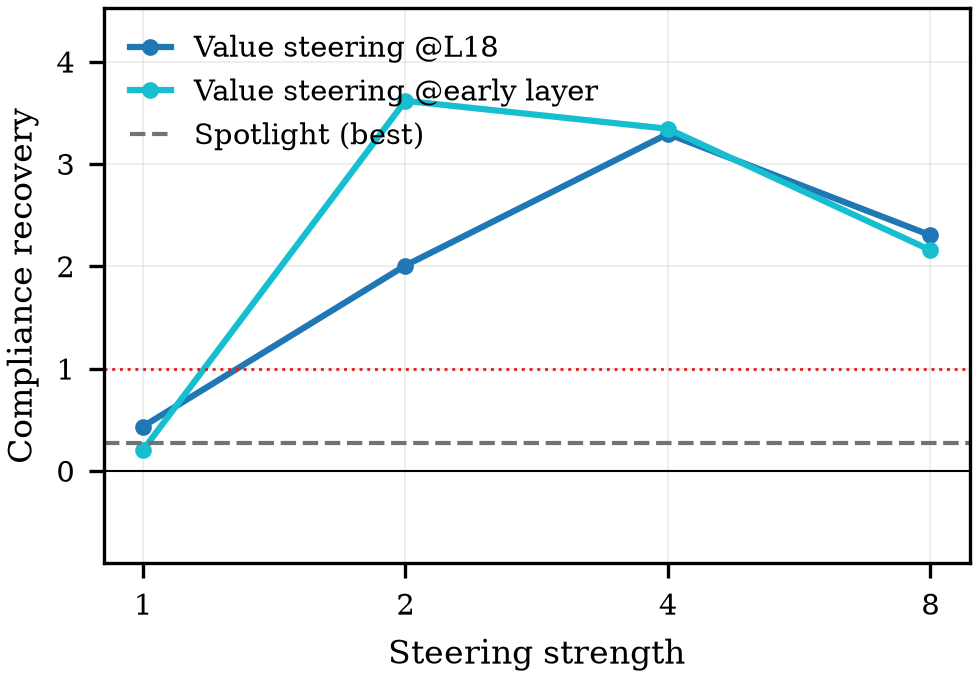 Value steering @L18
Value steering @early layer
Spotlight (best)
Compliance recovery
4
3
2
1
0
1 2 4 8
Steering strength